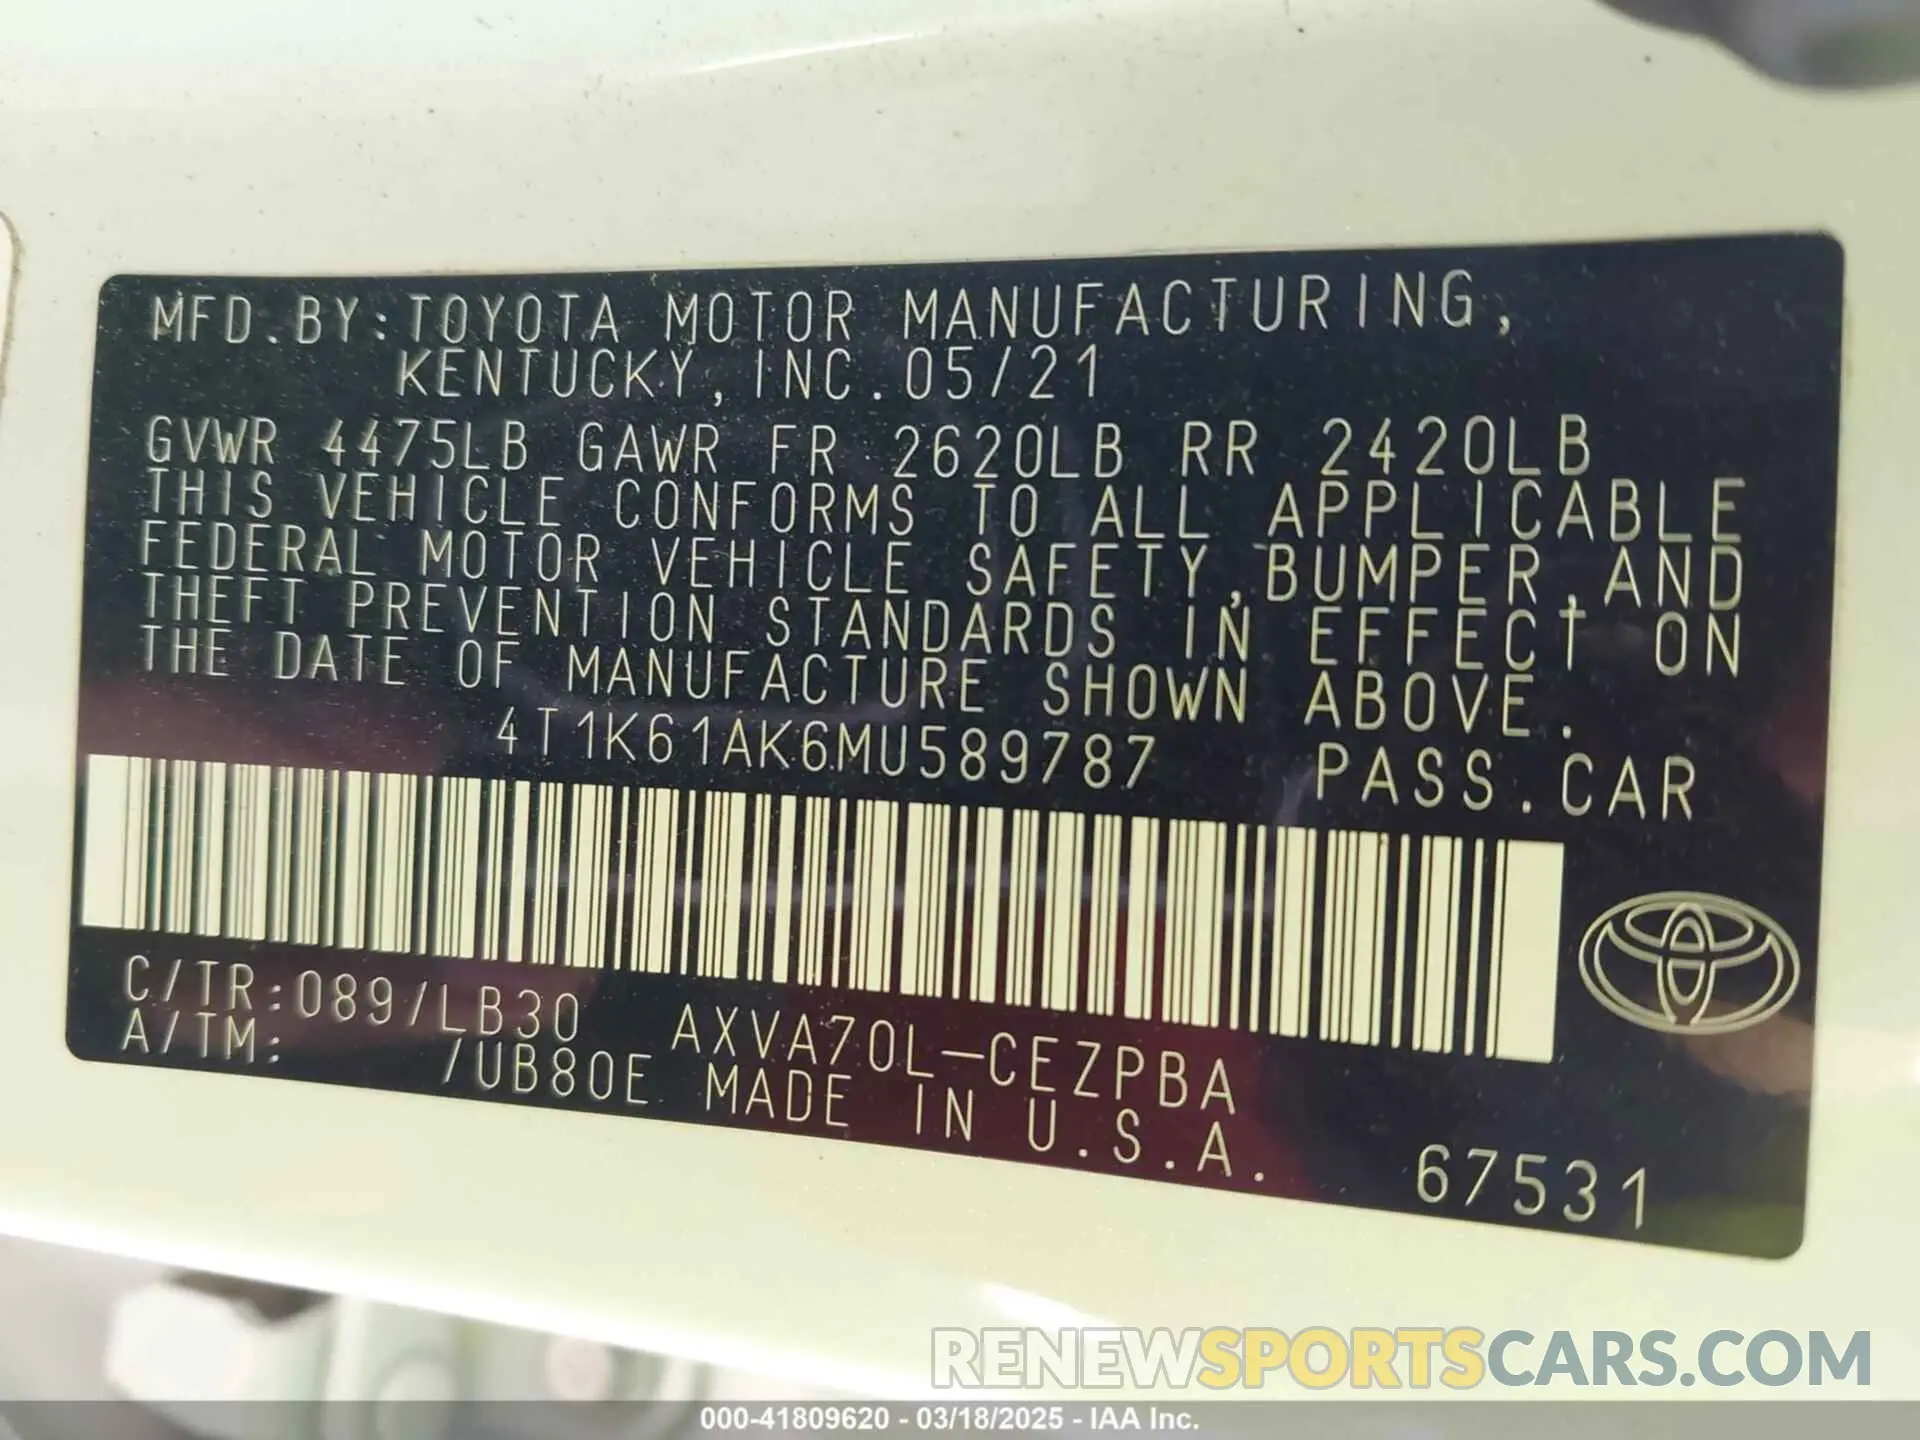 MFD.BY:TOYOTA MOTOR MANUFACTURING,
KENTUCKY, INC. 05/21
GVWR 4475LB GAWR FR 2620LB RR 2420LB
THIS VEHICLE CONFORMS TO ALL APPLICABLE
FEDERAL MOTOR VEHICLE SAFETY,BUMPER,AND
THEFT PREVENTION STANDARDS IN EFFECT ON
THE DATE OF MANUFACTURE SHOWN ABOVE.
4T1K61AK6MU589787 PASS.CAR
C/TR:089/LB30 AXVA70L-CEZPBA
A/TM: /UB80E MADE IN U.S.A.
67531
RENEWSPORTSCARS.COM
000-41809620 - 03/18/2025 - IAA Inc.